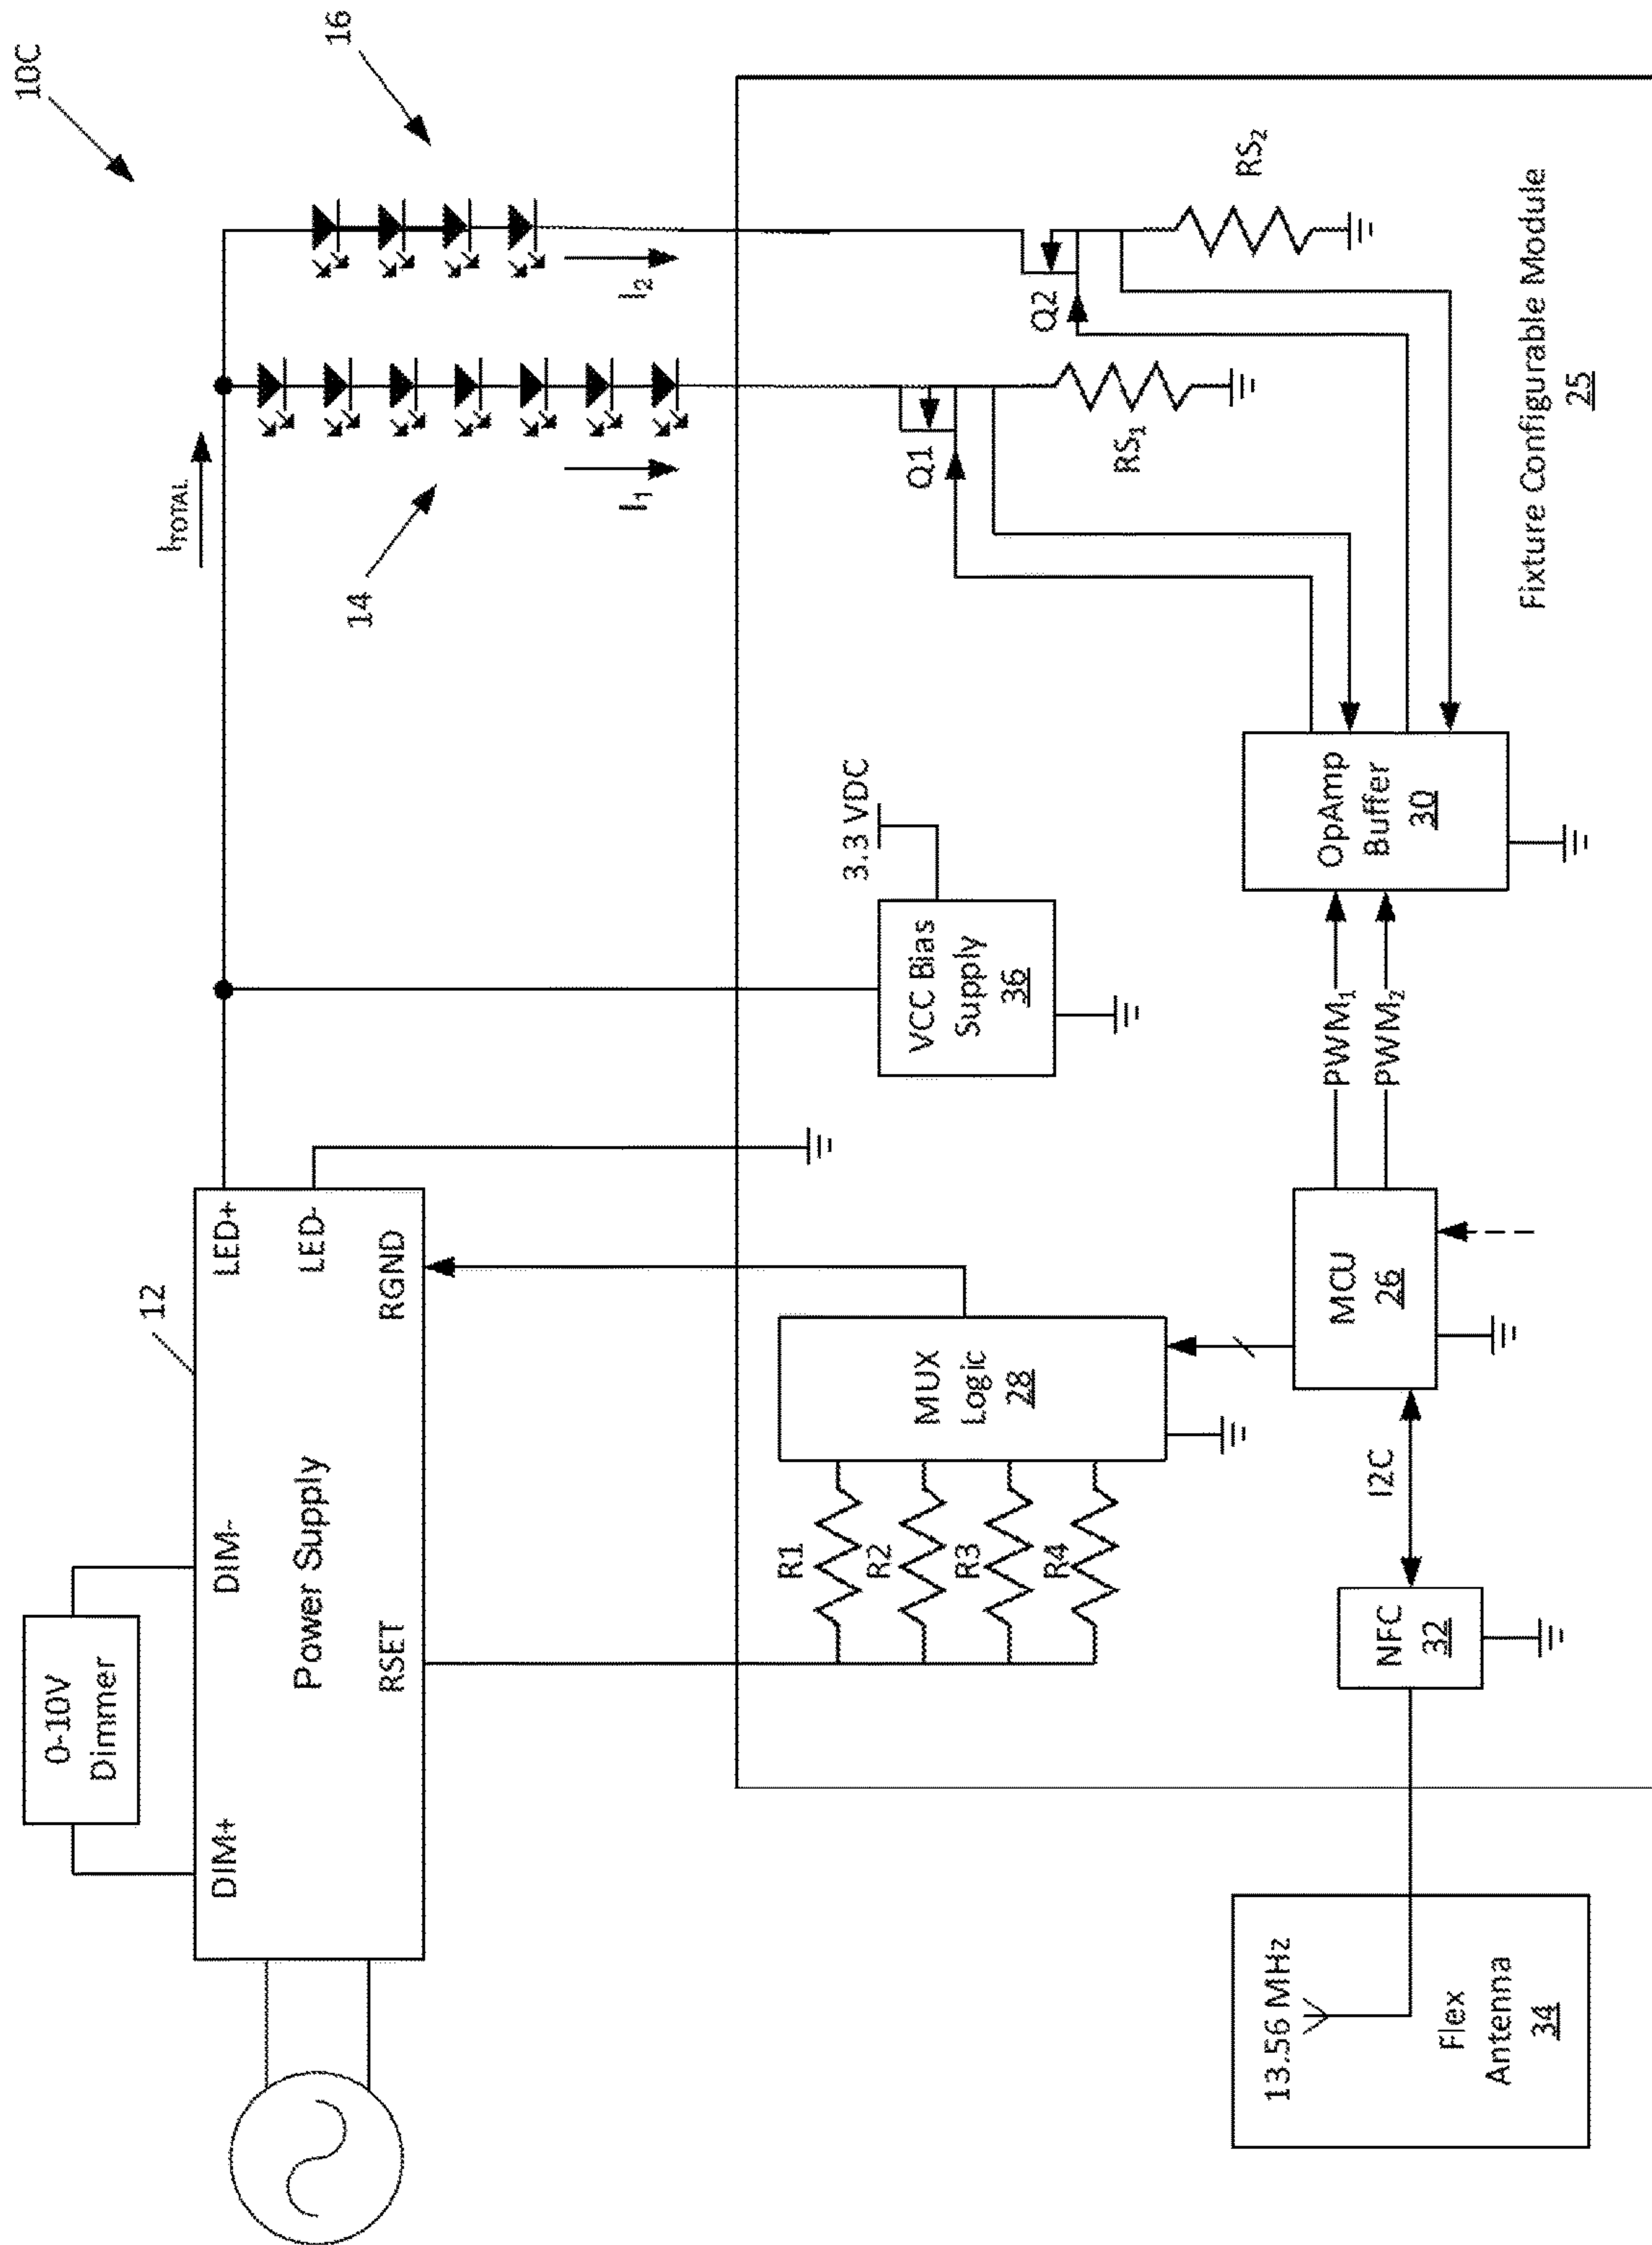 10C
16
I_TOTAL
14
I₁
I₂
0-10V
Dimmer
12
DIM+
DIM-
LED+
LED-
Power Supply
RSET
RGND
R1
R2
R3
R4
MUX
Logic
28
VCC Bias
Supply
36
3.3 VDC
Q1
RS₁
Q2
RS₂
13.56 MHz
Flex
Antenna
34
NFC
32
I2C
MCU
26
PWM₁
PWM₂
OpAmp
Buffer
30
Fixture Configurable Module
25